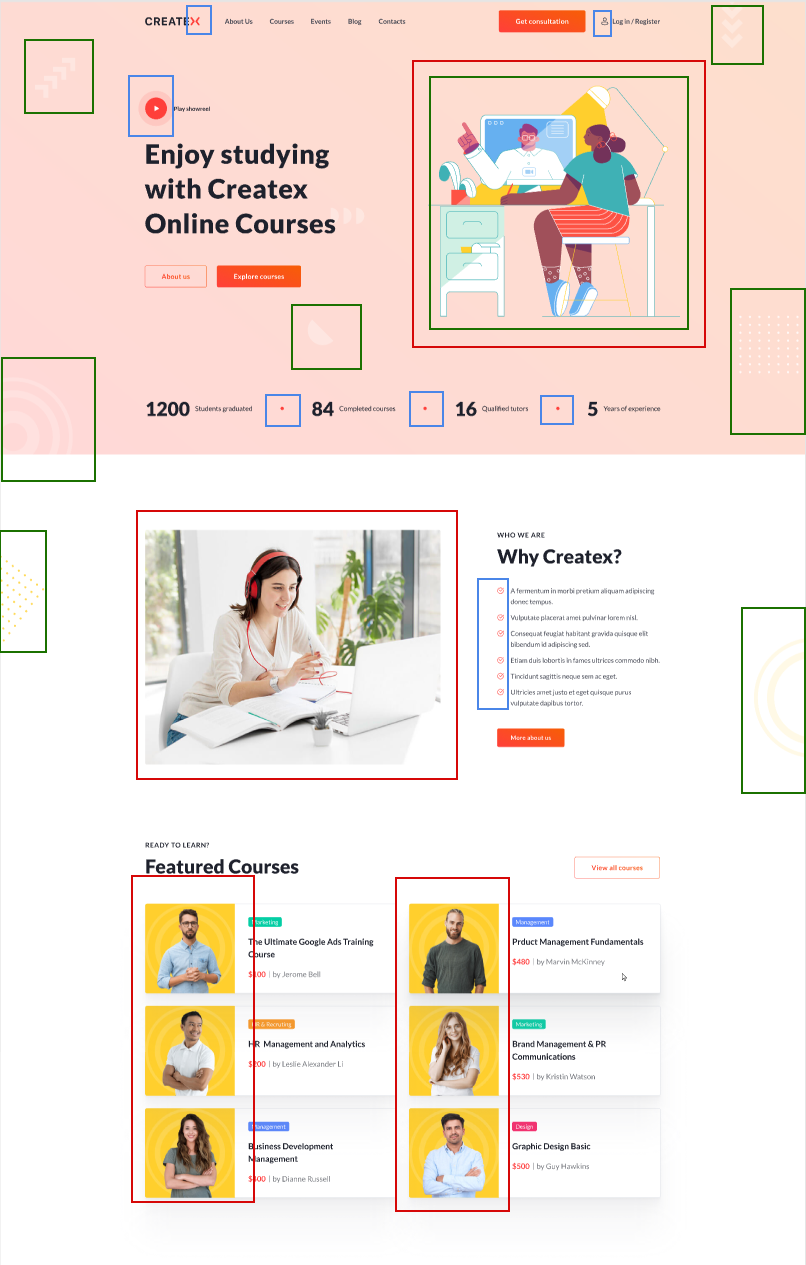 CREATEX
About Us Courses Events Blog Contacts
Get consultation
Log in / Register
Play showreel
Enjoy studying
with Createx
Online Courses
About us
Explore courses
1200 Students graduated
84 Completed courses
16 Qualified tutors
5 Years of experience
WHO WE ARE
Why Createx?
A fermentum in morbi pretium aliquam adipiscing
donec tempus.
Vulputate placerat amet pulvinar lorem nisl.
Consequat feugiat habitant gravida quisque elit
bibendum id adipiscing sed.
Etiam duis lobortis in fames ultrices commodo nibh.
Tincidunt sagittis neque sem ac eget.
Ultricies amet justo et eget quisque purus
vulputate dapibus tortor.
More about us
READY TO LEARN?
Featured Courses
View all courses
Marketing
The Ultimate Google Ads Training
Course
$100 | by Jerome Bell
Management
Prduct Management Fundamentals
$480 | by Marvin McKinney
HR & Recruting
HR Management and Analytics
$200 | by Leslie Alexander Li
Marketing
Brand Management & PR
Communications
$530 | by Kristin Watson
Management
Business Development
Management
$400 | by Dianne Russell
Design
Graphic Design Basic
$500 | by Guy Hawkins